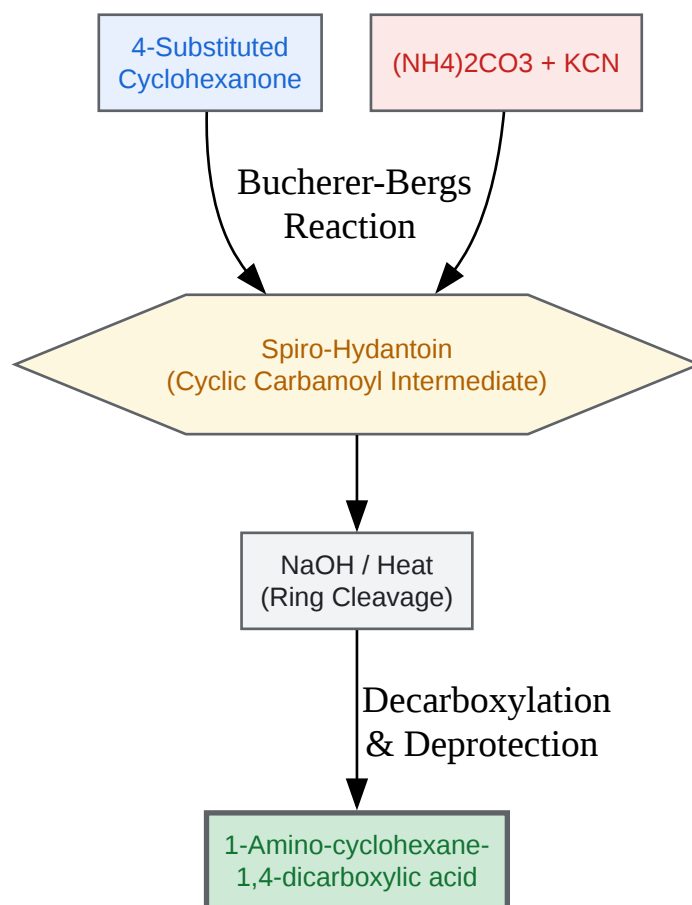 4-Substituted
Cyclohexanone
(NH4)2CO3 + KCN
Bucherer-Bergs
Reaction
Spiro-Hydantoin
(Cyclic Carbamoyl Intermediate)
NaOH / Heat
(Ring Cleavage)
Decarboxylation
& Deprotection
1-Amino-cyclohexane-
1,4-dicarboxylic acid